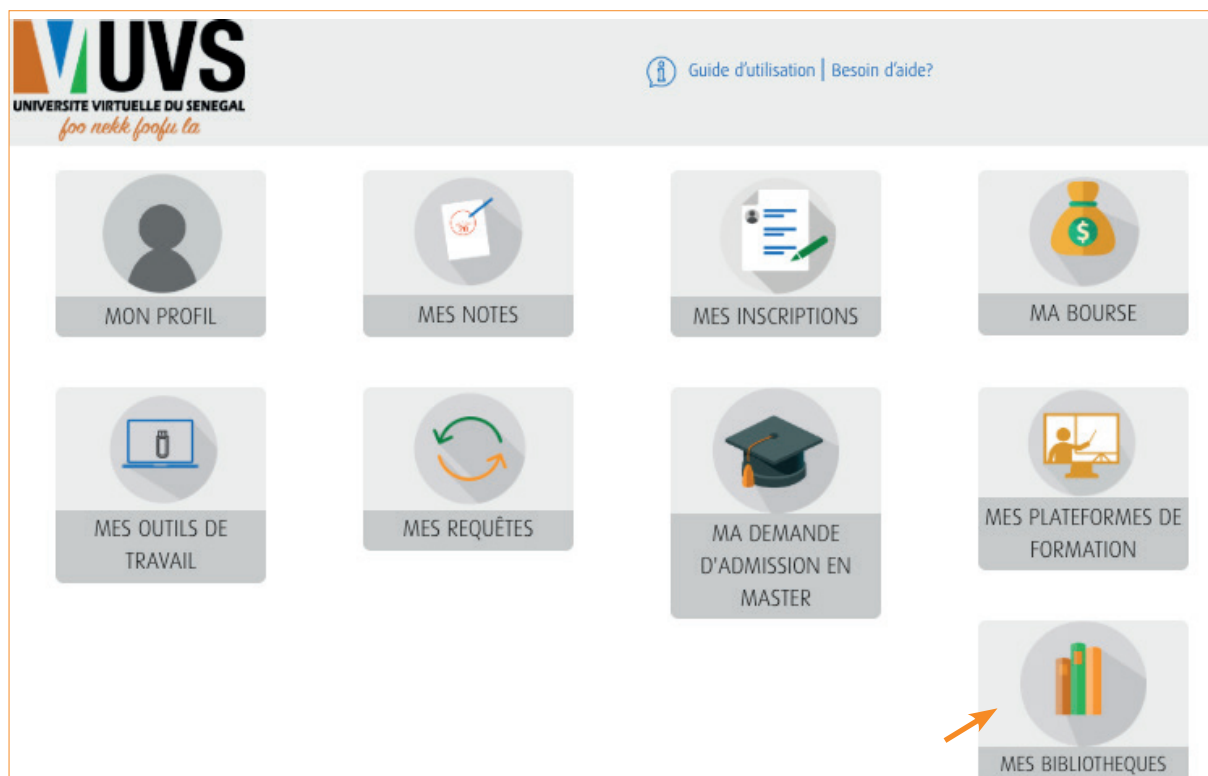 UVS
UNIVERSITE VIRTUELLE DU SENEGAL
foo nekk foofu la
Guide d'utilisation | Besoin d'aide?
MON PROFIL
MES NOTES
MES INSCRIPTIONS
$
MA BOURSE
MES OUTILS DE
TRAVAIL
MES REQUÊTES
MA DEMANDE
D'ADMISSION EN
MASTER
MES PLATEFORMES DE
FORMATION
MES BIBLIOTHEQUES